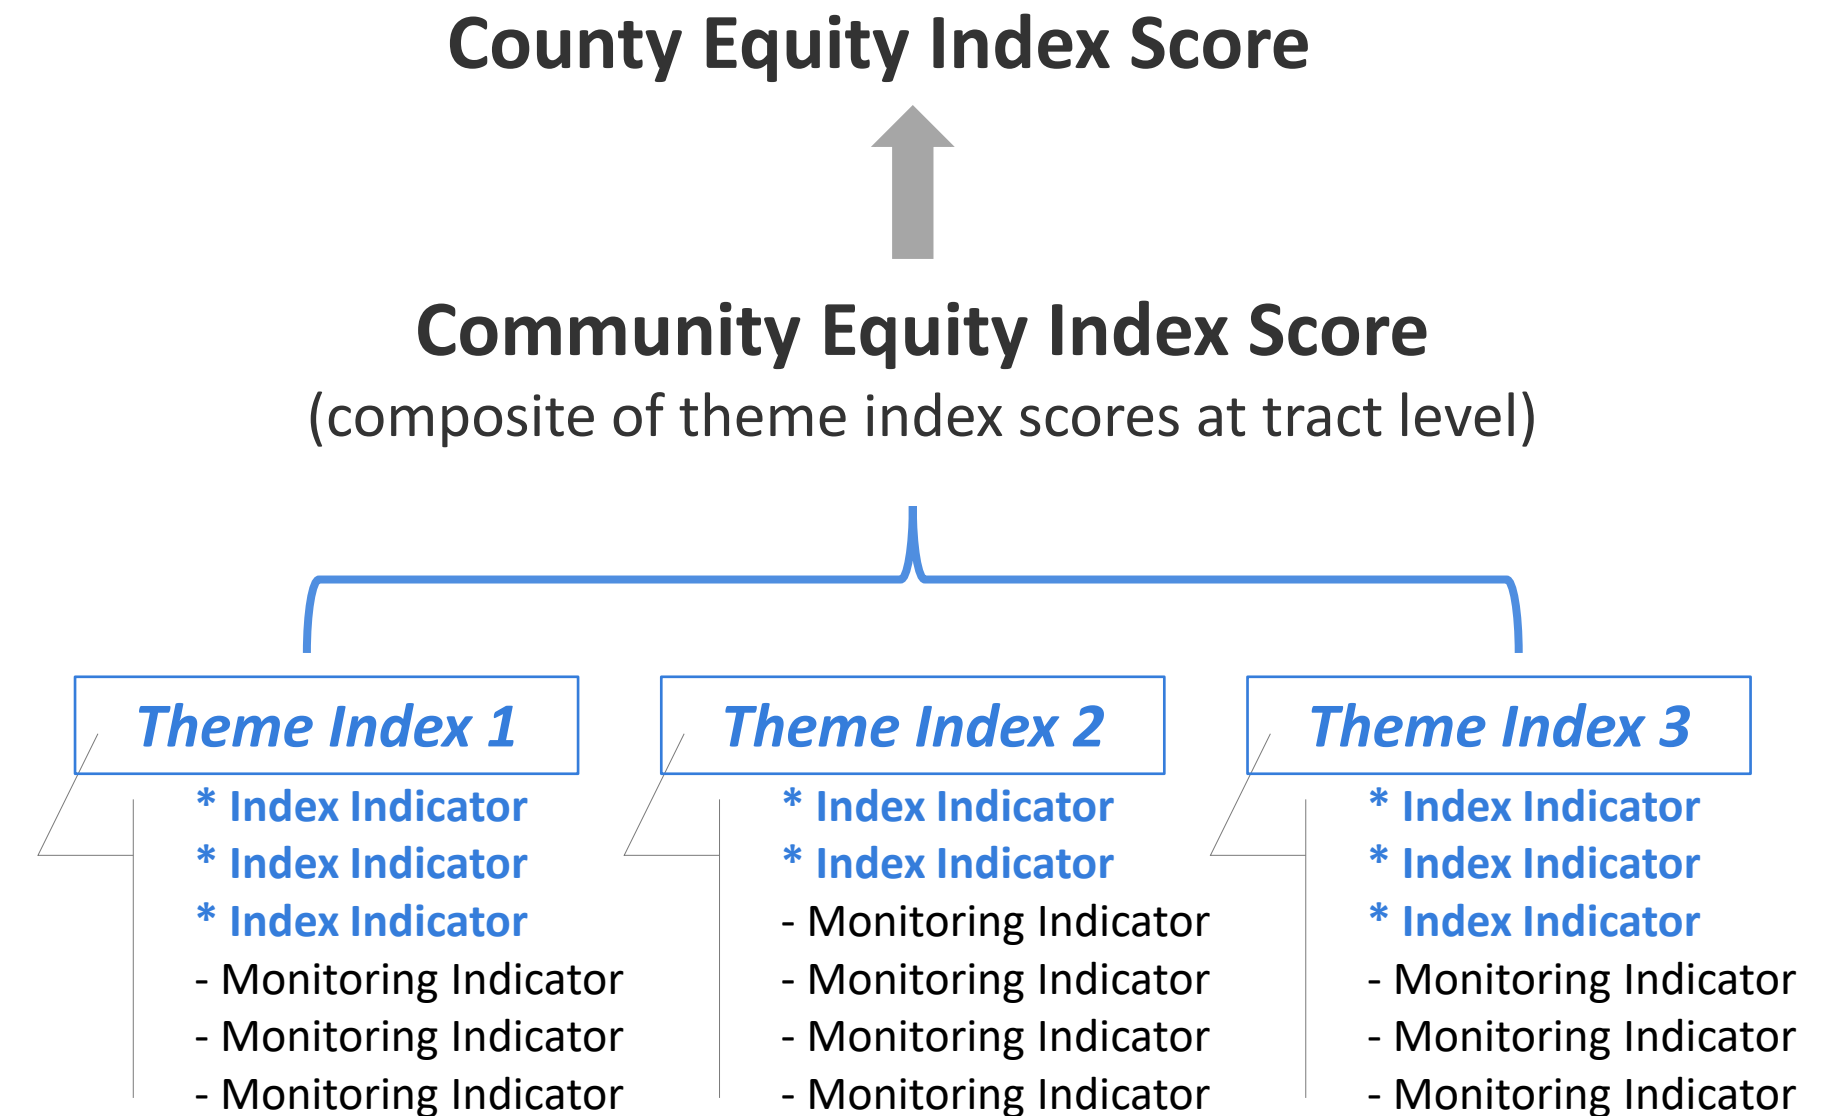 County Equity Index Score
Community Equity Index Score
(composite of theme index scores at tract level)
Theme Index 1
* Index Indicator
* Index Indicator
* Index Indicator
- Monitoring Indicator
- Monitoring Indicator
- Monitoring Indicator
Theme Index 2
* Index Indicator
* Index Indicator
- Monitoring Indicator
- Monitoring Indicator
- Monitoring Indicator
- Monitoring Indicator
Theme Index 3
* Index Indicator
* Index Indicator
* Index Indicator
- Monitoring Indicator
- Monitoring Indicator
- Monitoring Indicator